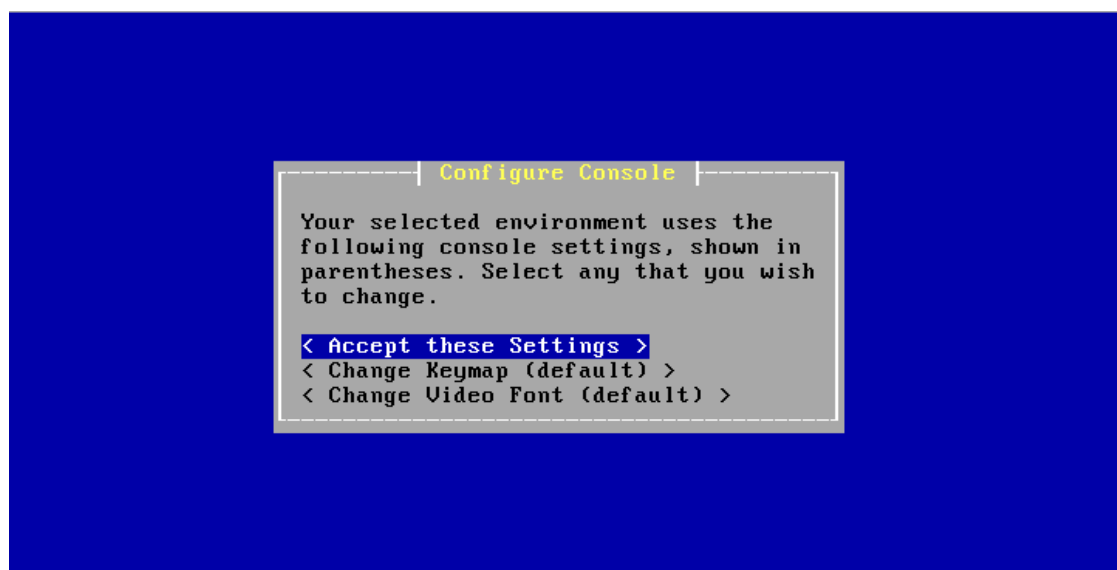 Configure Console
Your selected environment uses the
following console settings, shown in
parentheses. Select any that you wish
to change.
< Accept these Settings >
< Change Keymap (default) >
< Change Video Font (default) >